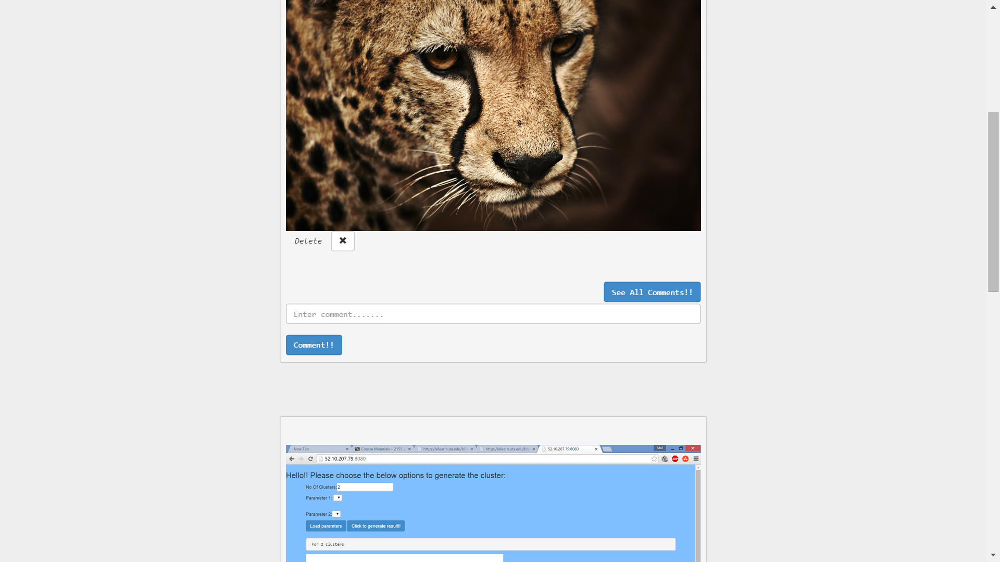 Delete
See All Comments!!
Enter comment.......
Comment!!
New Tab
Course Materials – 2155-
https://elearn.uta.edu/bb
https://elearn.uta.edu/bb
52.10.207.79:8080
Atul
52.10.207.79:8080
ABP
Hello!! Please choose the below options to generate the cluster:
No Of Clusters: 2
Parameter 1:
Parameter 2:
Load paramters
Click to generate result!!
For 2 clusters